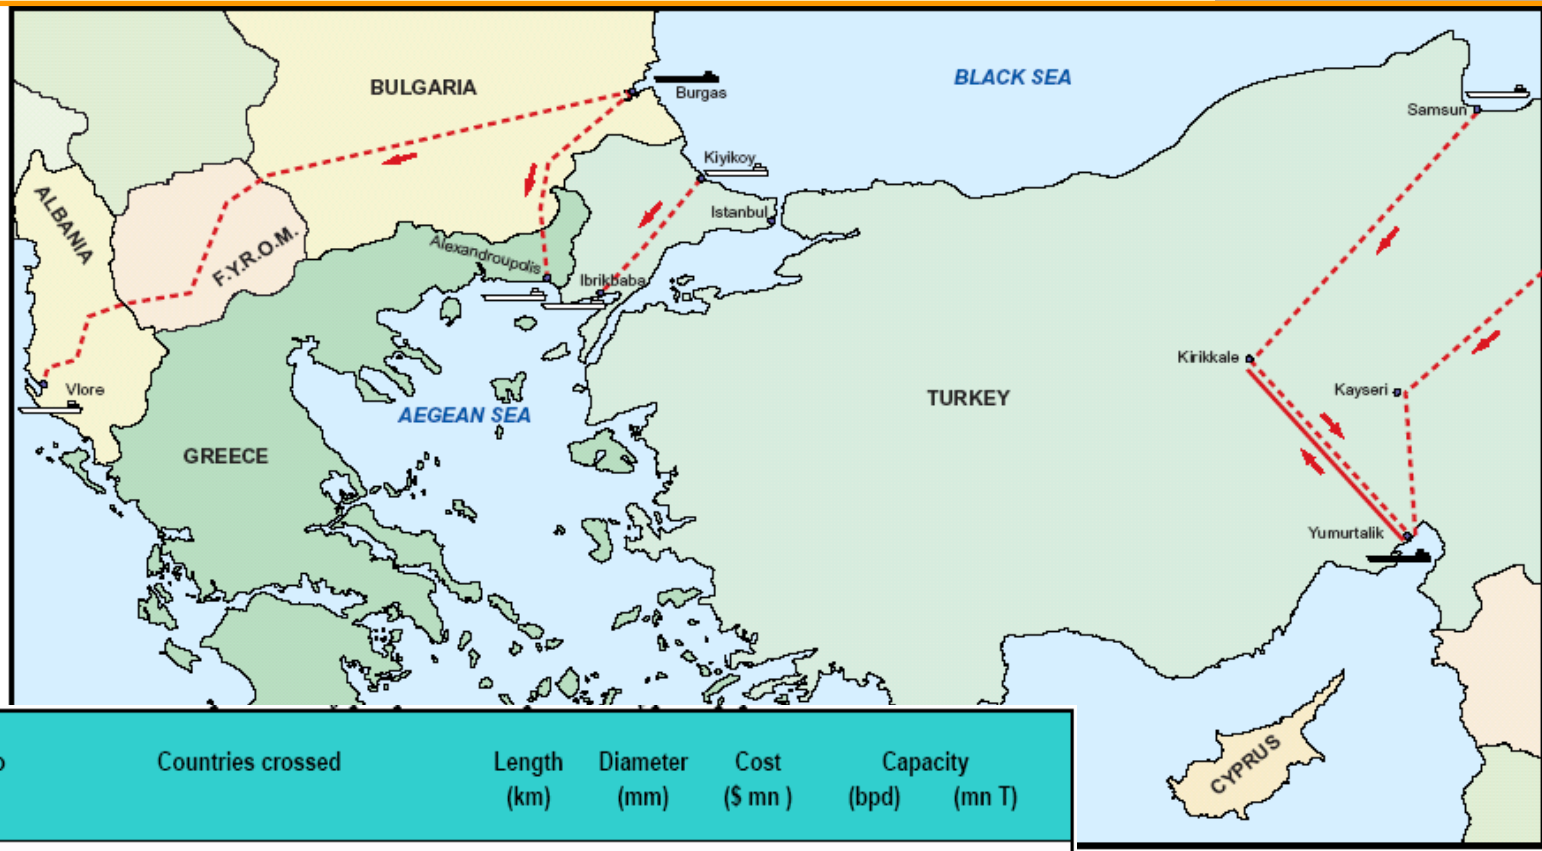 BULGARIA
BLACK SEA
Burgas
Samsun
Kiyikoy
ALBANIA
Istanbul
F.Y.R.O.M.
Alexandroupolis
Ibrikbaba
Kirikkale
Vlore
Kayseri
TURKEY
AEGEAN SEA
GREECE
Yumurtalik
CYPRUS
o Countries crossed Length Diameter Cost Capacity
(km) (mm) ($ mn ) (bpd) (mn T)